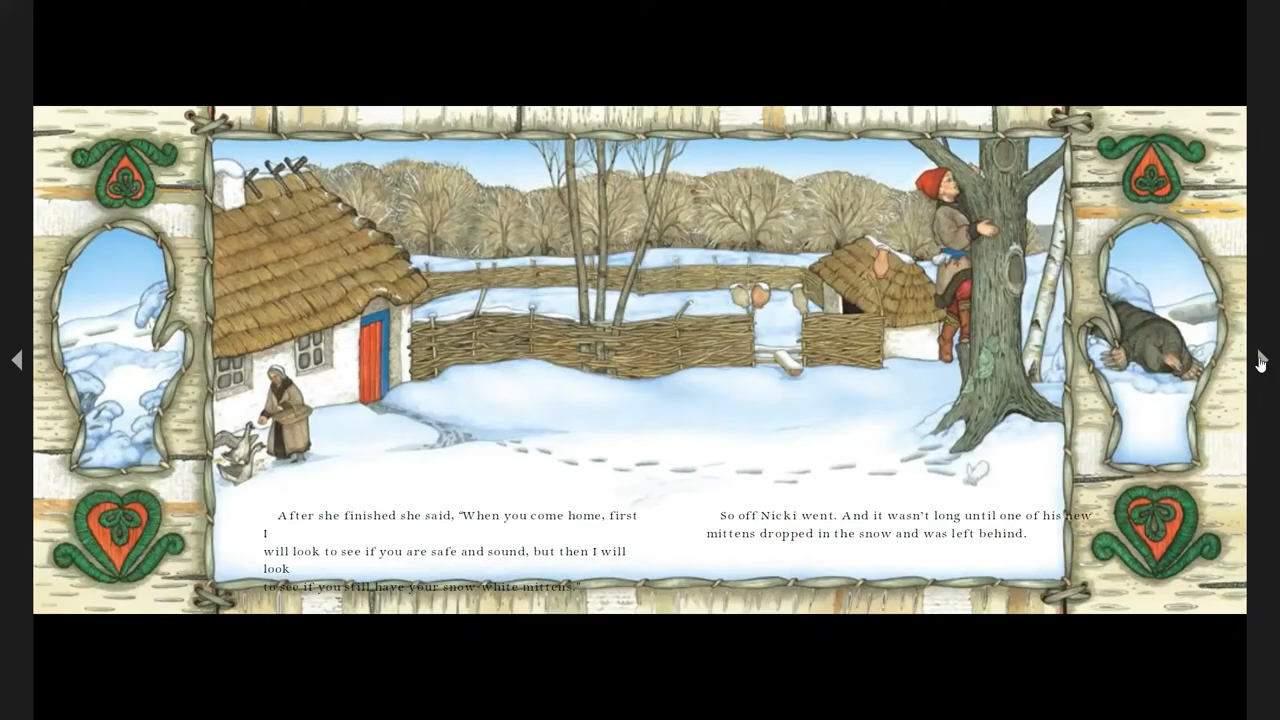 After she finished she said, “When you come home, first
I
will look to see if you are safe and sound, but then I will
look
to see if you still have your snow-white mittens.”
So off Nicki went. And it wasn’t long until one of his new
mittens dropped in the snow and was left behind.